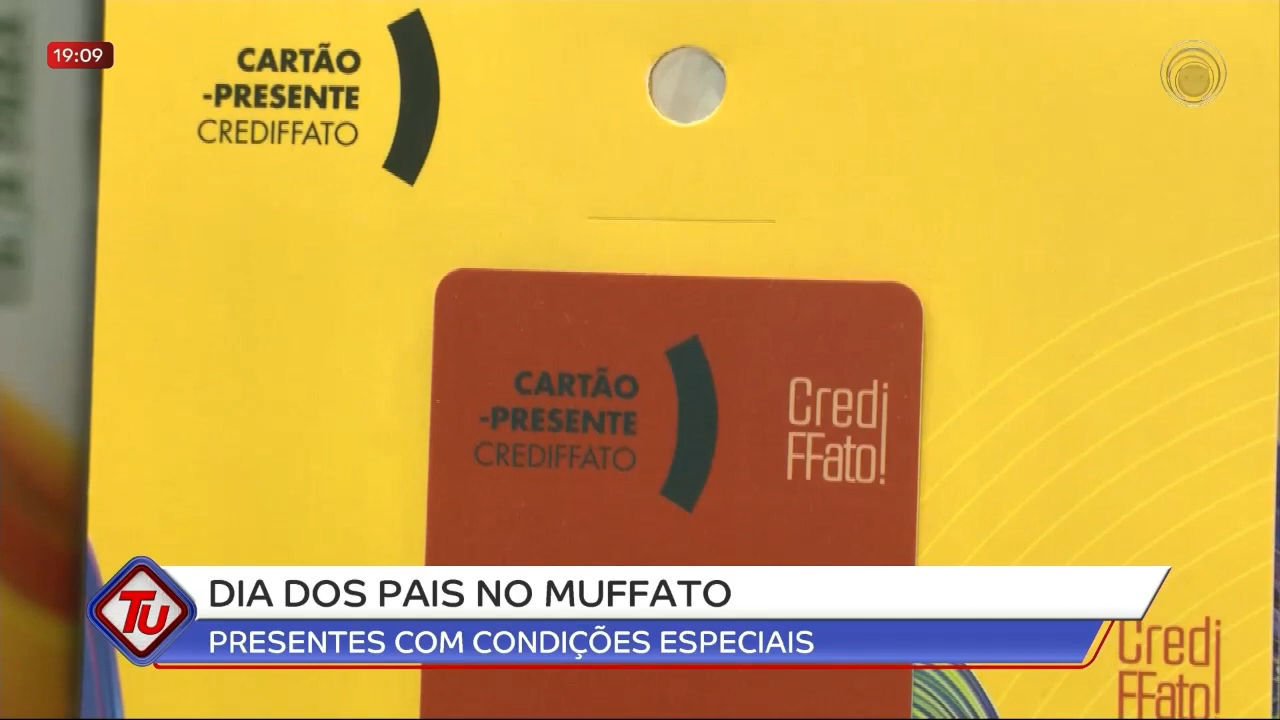 19:09
CARTÃO
-PRESENTE
CREDIFFATO
CARTÃO
-PRESENTE
CREDIFFATO
Credi
FFato!
TU
DIA DOS PAIS NO MUFFATO
PRESENTES COM CONDIÇÕES ESPECIAIS
Credi
FFato!